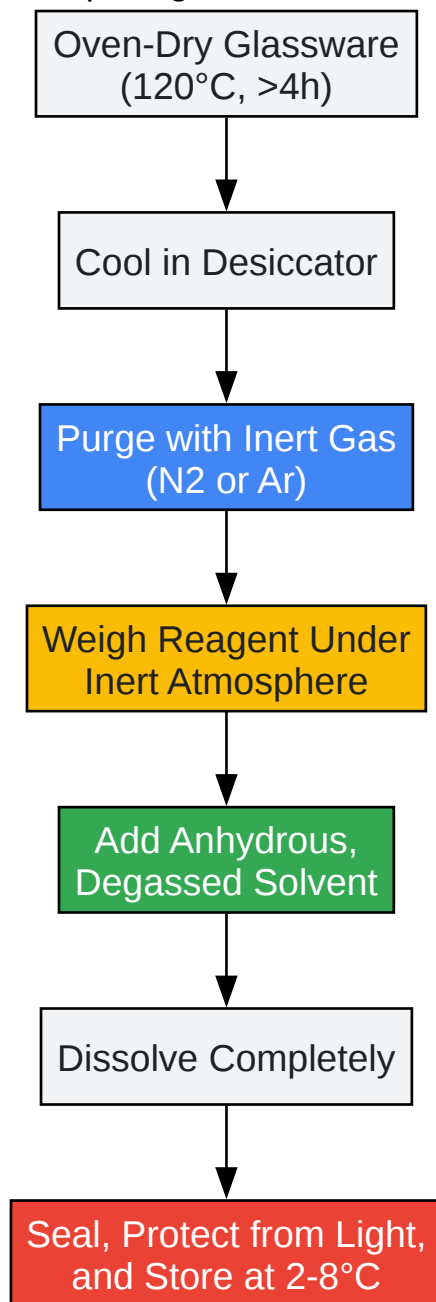 Oven-Dry Glassware
(120°C, >4h)
Cool in Desiccator
Purge with Inert Gas
(N2 or Ar)
Weigh Reagent Under
Inert Atmosphere
Add Anhydrous,
Degassed Solvent
Dissolve Completely
Seal, Protect from Light,
and Store at 2-8°C